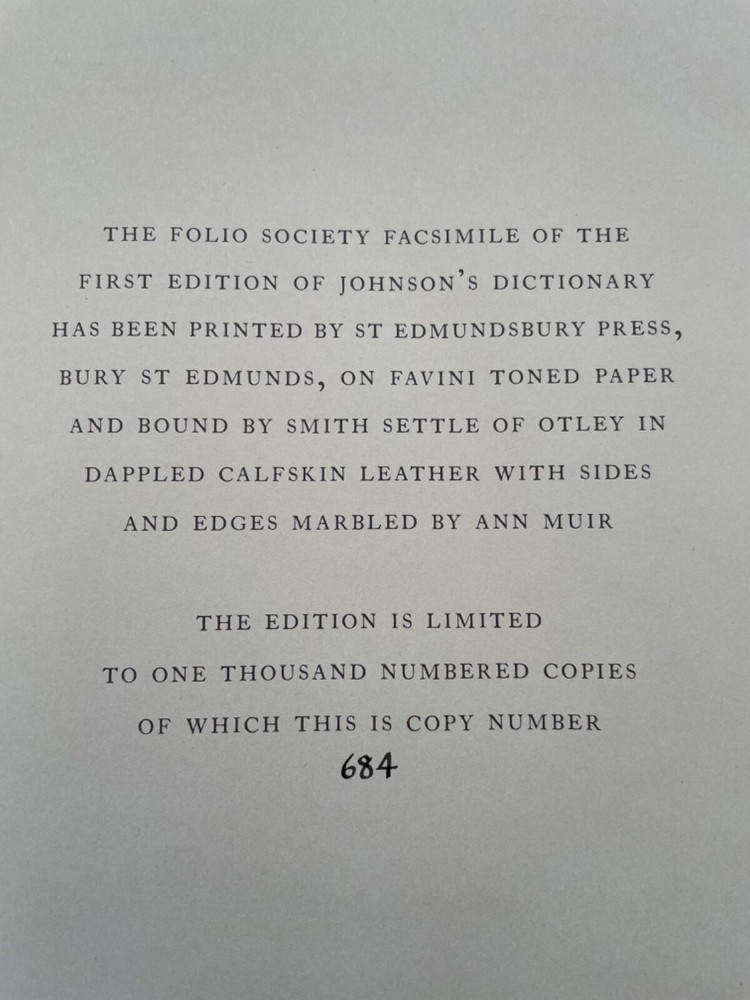 THE FOLIO SOCIETY FACSIMILE OF THE
FIRST EDITION OF JOHNSON'S DICTIONARY
HAS BEEN PRINTED BY ST EDMUNDSBURY PRESS,
BURY ST EDMUNDS, ON FAVINI TONED PAPER
AND BOUND BY SMITH SETTLE OF OTLEY IN
DAPPLED CALFSKIN LEATHER WITH SIDES
AND EDGES MARBLED BY ANN MUIR
THE EDITION IS LIMITED
TO ONE THOUSAND NUMBERED COPIES
OF WHICH THIS IS COPY NUMBER
684